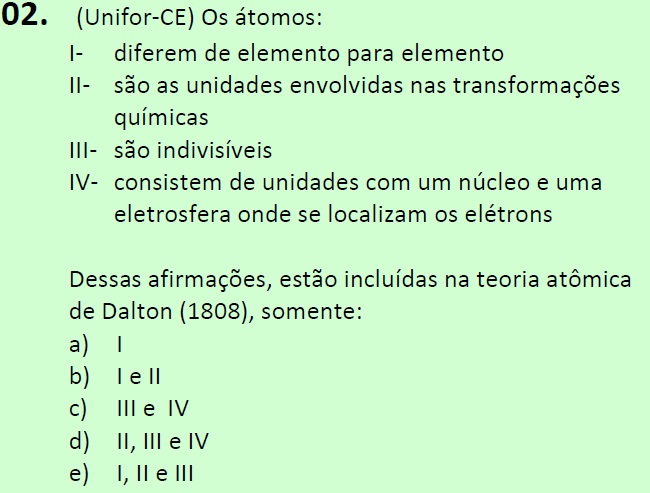 02. (Unifor-CE) Os átomos:
I- diferem de elemento para elemento
II- são as unidades envolvidas nas transformações
químicas
III- são indivisíveis
IV- consistem de unidades com um núcleo e uma
eletrosfera onde se localizam os elétrons
Dessas afirmações, estão incluídas na teoria atômica
de Dalton (1808), somente:
a) I
b) I e II
c) III e IV
d) II, III e IV
e) I, II e III